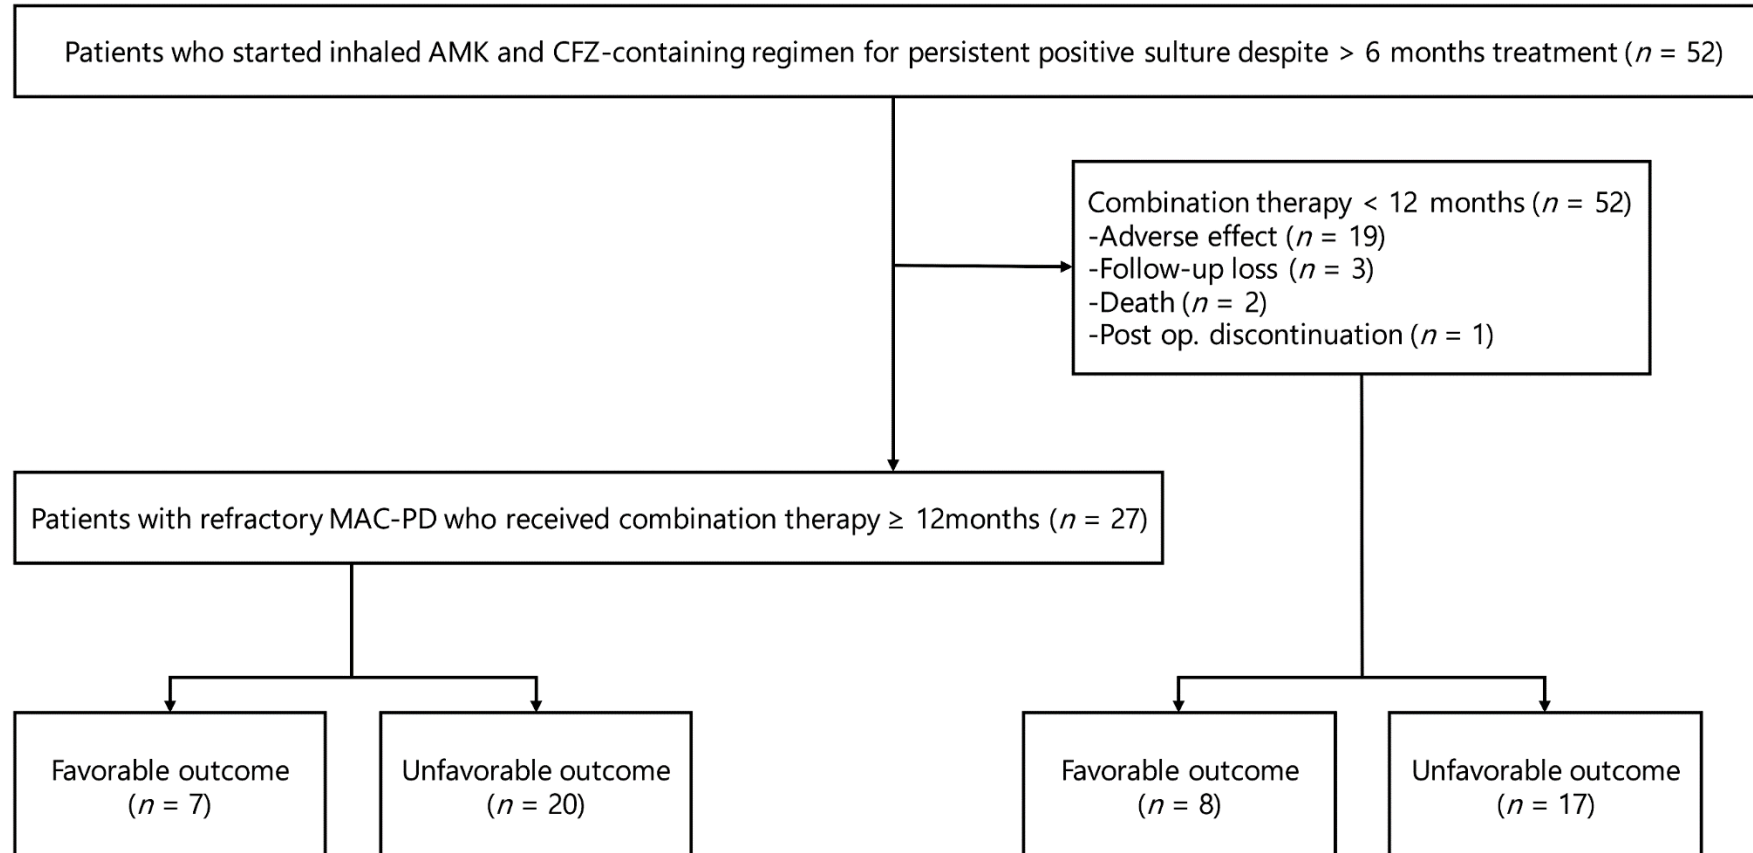 Patients who started inhaled AMK and CFZ-containing regimen for persistent positive sulture despite > 6 months treatment (n = 52)
Combination therapy < 12 months (n = 52)
-Adverse effect (n = 19)
-Follow-up loss (n = 3)
-Death (n = 2)
-Post op. discontinuation (n = 1)
Patients with refractory MAC-PD who received combination therapy ≥ 12months (n = 27)
Favorable outcome
(n = 7)
Unfavorable outcome
(n = 20)
Favorable outcome
(n = 8)
Unfavorable outcome
(n = 17)